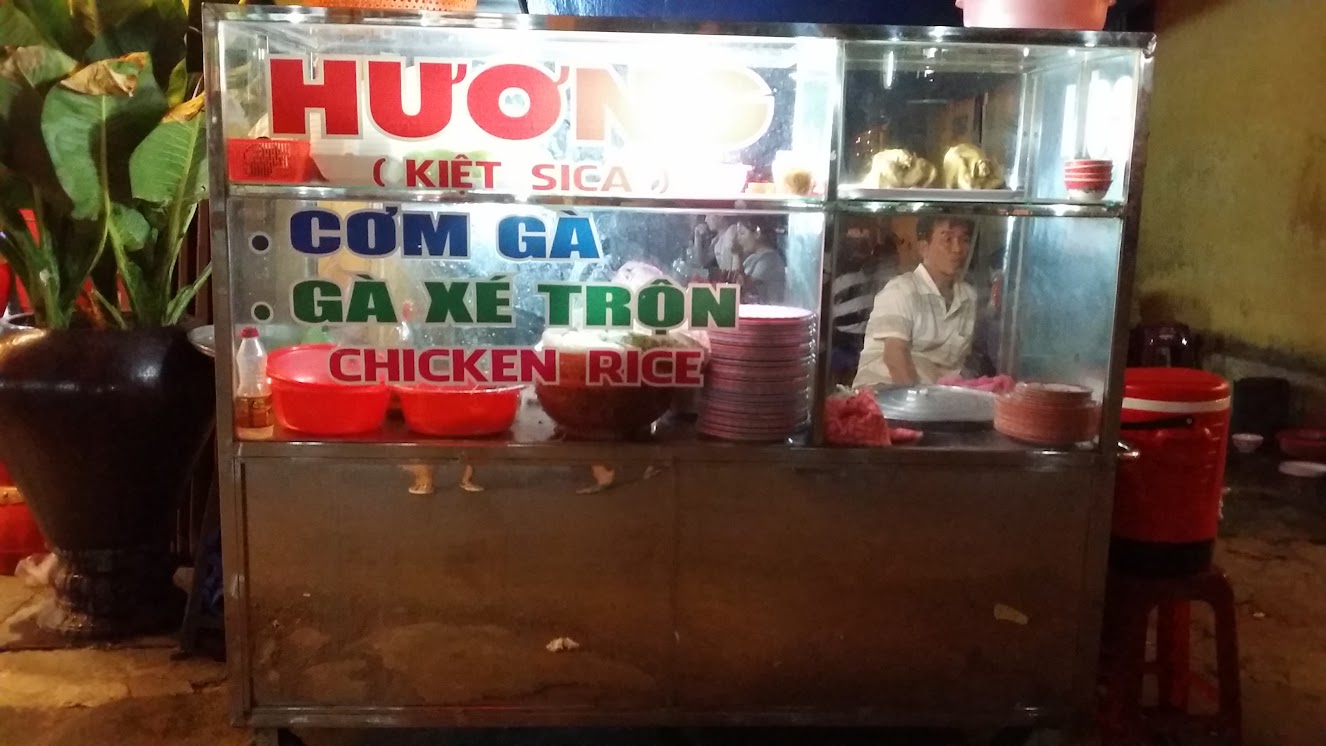 HƯƠNG
( KIỆT SICA )
• CƠM GÀ
• GÀ XÉ TRỘN
CHICKEN RICE